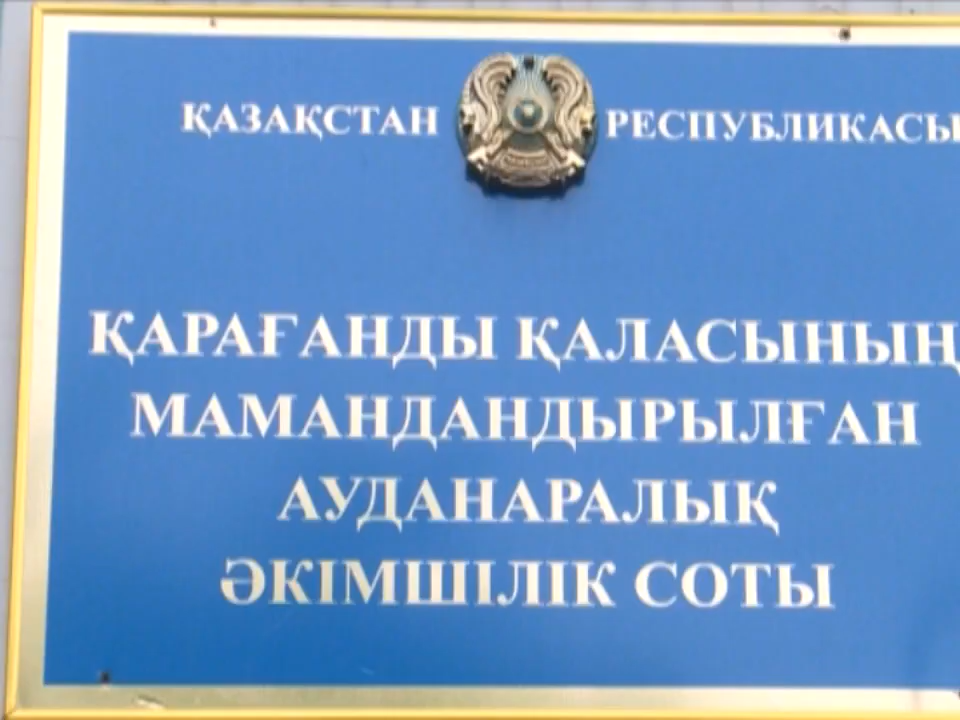 ҚАЗАҚСТАН РЕСПУБЛИКАСЫ
ҚАРАҒАНДЫ ҚАЛАСЫНЫҢ
МАМАНДАНДЫРЫЛҒАН
АУДАНАРАЛЫҚ
ӘКІМШІЛІК СОТЫ